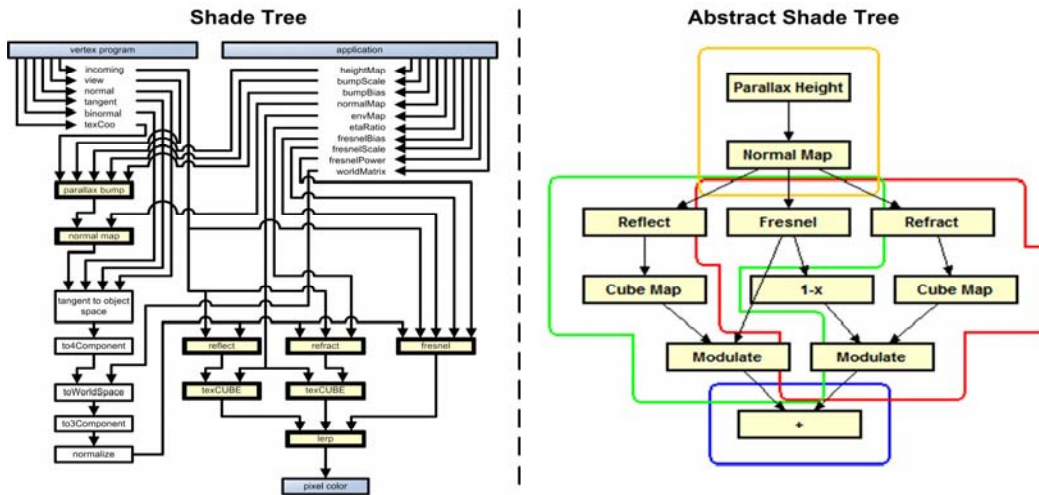 Shade Tree
vertex program
application
incoming
view
normal
tangent
binormal
texCoo
heightMap
bumpScale
bumpBias
normalMap
envMap
etaRatio
fresnelBias
fresnelScale
fresnelPower
worldMatrix
parallax bump
normal map
tangent to object
space
to4Component
toWorldSpace
to3Component
normalize
reflect
refract
fresnel
texCUBE
texCUBE
lerp
pixel color
Abstract Shade Tree
Parallax Height
Normal Map
Reflect
Fresnel
Refract
Cube Map
1-x
Cube Map
Modulate
Modulate
+